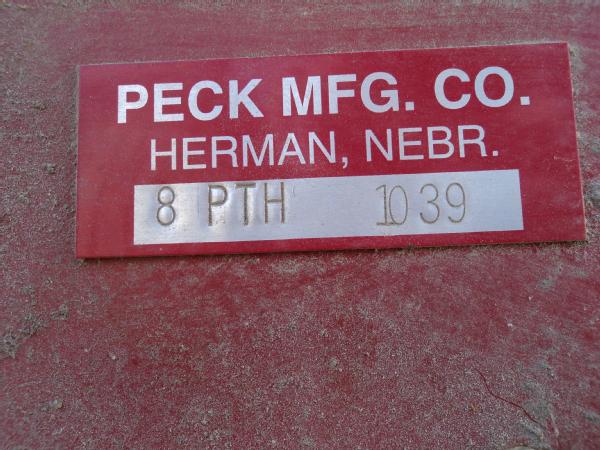 PECK MFG. CO.
HERMAN, NEBR.
8 PTH 1039